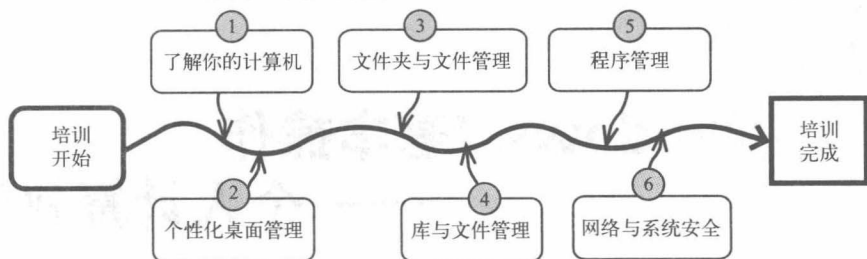 培训
开始
1
了解你的计算机
2
个性化桌面管理
3
文件夹与文件管理
4
库与文件管理
5
程序管理
6
网络与系统安全
培训
完成